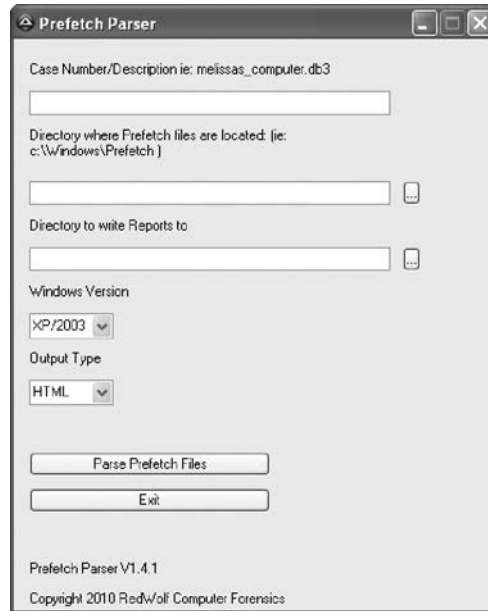 Prefetch Parser
Case Number/Description ie: melissas_computer.db3
Directory where Prefetch files are located: (ie:
c:\Windows\Prefetch )
...
Directory to write Reports to
...
Windows Version
XP/2003
Output Type
HTML
Parse Prefetch Files
Exit
Prefetch Parser V1.4.1
Copyright 2010 RedWolf Computer Forensics